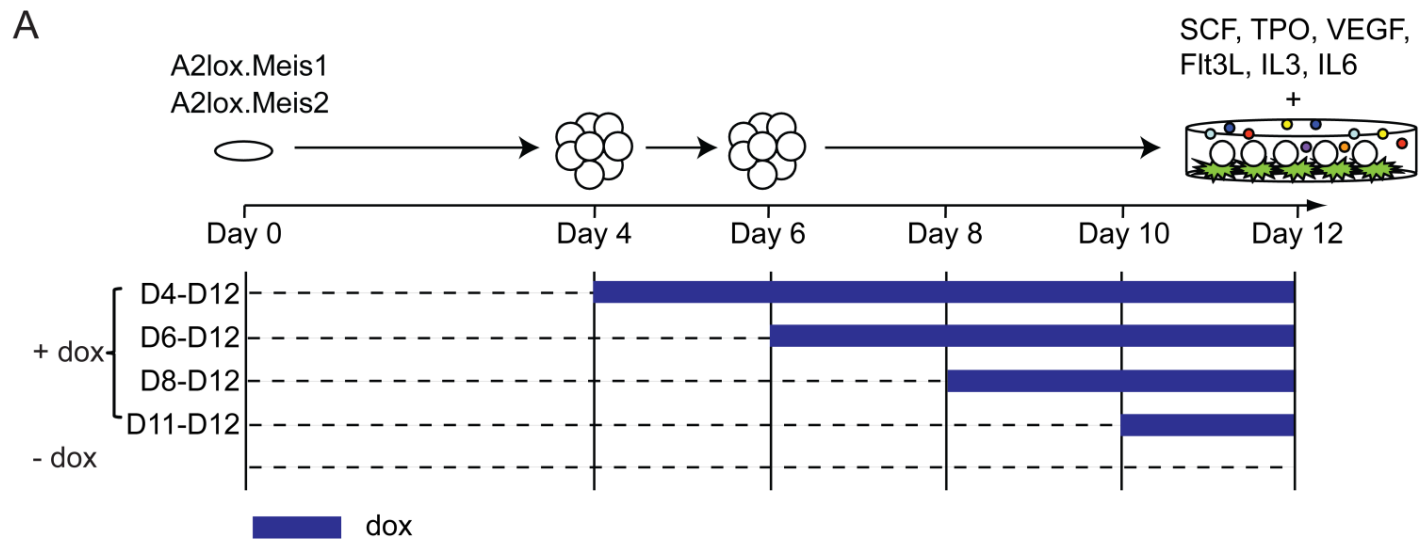 A
A2lox.Meis1
A2lox.Meis2
SCF, TPO, VEGF,
Flt3L, IL3, IL6
+
Day 0 Day 4 Day 6 Day 8 Day 10 Day 12
+ dox
D4-D12
D6-D12
D8-D12
D11-D12
- dox
dox